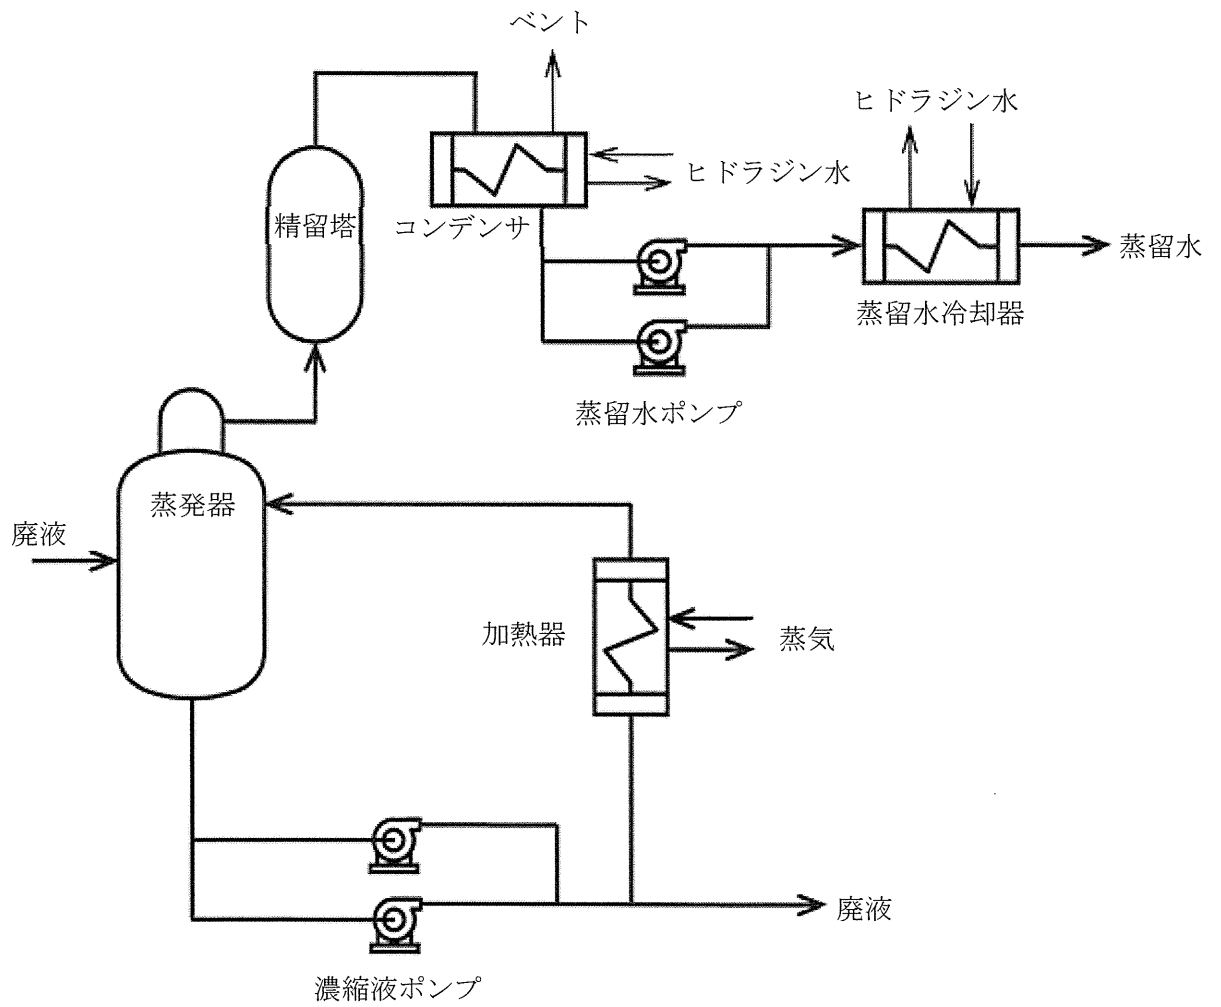 ベント
ヒドラジン水
ヒドラジン水
精留塔
コンデンサ
蒸留水
蒸留水冷却器
蒸留水ポンプ
蒸発器
廃液
加熱器
蒸気
廃液
濃縮液ポンプ